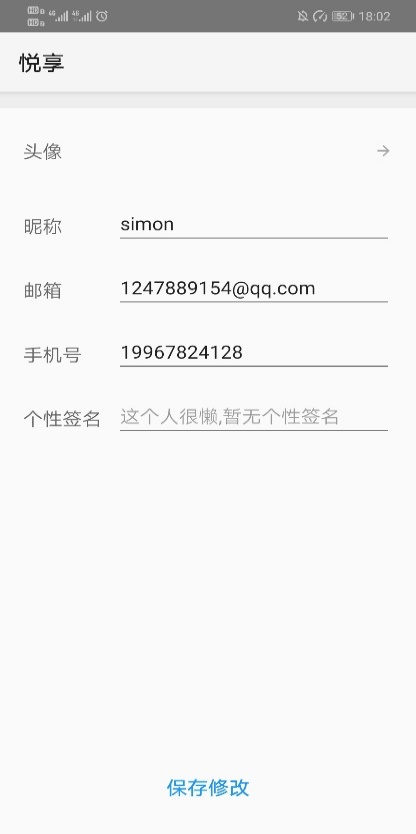 18:02
悦享
头像
昵称 simon
邮箱 1247889154@qq.com
手机号 19967824128
个性签名 这个人很懒,暂无个性签名
保存修改